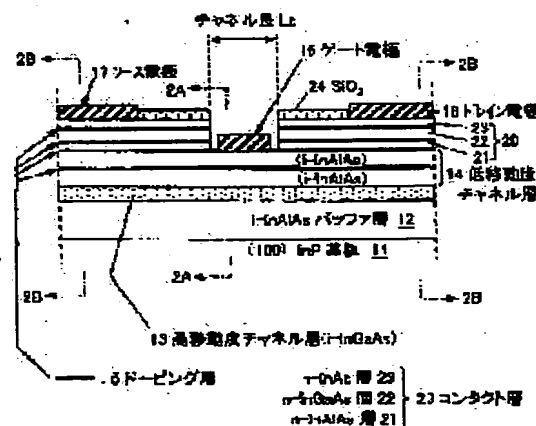 チャネル長 Lc
2B
17 ソース電極
16 ゲート電極
2B
2A
24 SiO₂
18 ドレイン電極
23
22
20
21
(i-InAlAs)
(i-InAlAs)
14 低移動度
チャネル層
i-InAlAs バッファ層 12
(100) InP 基板 11
2A
2B
2B
13 高移動度チャネル層(i-InGaAs)
ドーピング層
n-InAs 層 23
n-InGaAs 層 22
n-InAlAs 層 21
コンタクト層